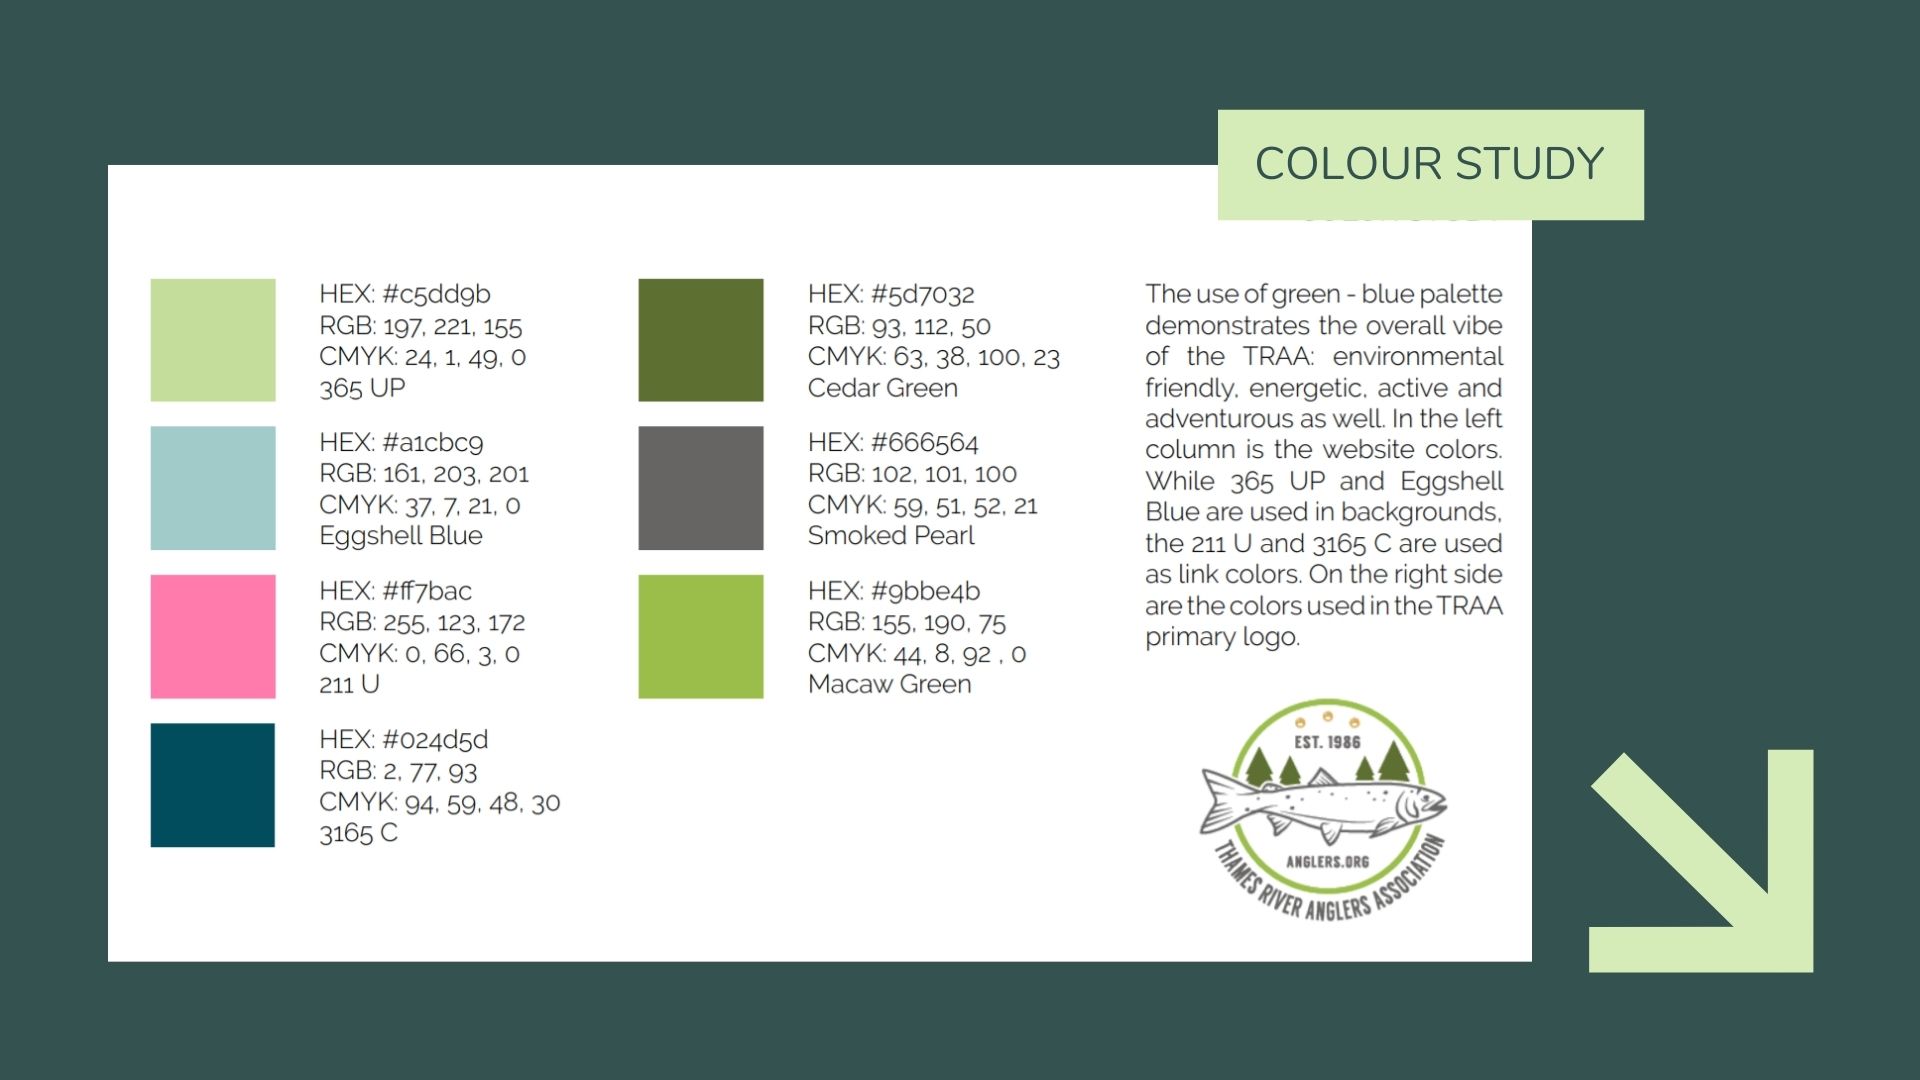 COLOUR STUDY
HEX: #c5dd9b
RGB: 197, 221, 155
CMYK: 24, 1, 49, 0
365 UP
HEX: #a1cbc9
RGB: 161, 203, 201
CMYK: 37, 7, 21, 0
Eggshell Blue
HEX: #ff7bac
RGB: 255, 123, 172
CMYK: 0, 66, 3, 0
211 U
HEX: #024d5d
RGB: 2, 77, 93
CMYK: 94, 59, 48, 30
3165 C
HEX: #5d7032
RGB: 93, 112, 50
CMYK: 63, 38, 100, 23
Cedar Green
HEX: #666564
RGB: 102, 101, 100
CMYK: 59, 51, 52, 21
Smoked Pearl
HEX: #9bbe4b
RGB: 155, 190, 75
CMYK: 44, 8, 92 , 0
Macaw Green
The use of green - blue palette
demonstrates the overall vibe
of the TRAA: environmental
friendly, energetic, active and
adventurous as well. In the left
column is the website colors.
While 365 UP and Eggshell
Blue are used in backgrounds,
the 211 U and 3165 C are used
as link colors. On the right side
are the colors used in the TRAA
primary logo.
EST. 1986
ANGLERS.ORG
THAMES RIVER ANGLERS ASSOCIATION